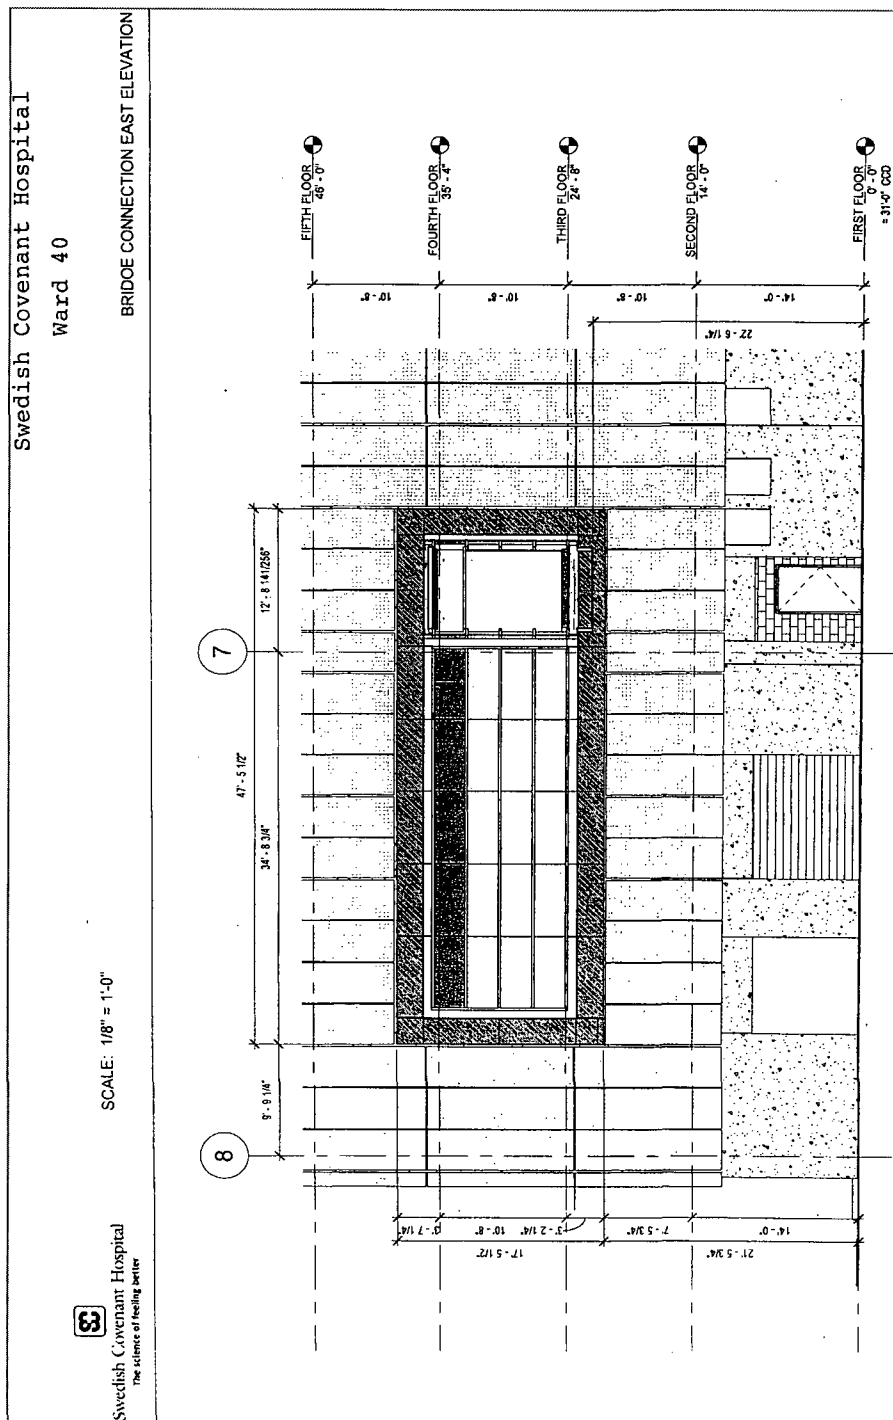 Swedish Covenant Hospital
Ward 40
BRIDGE CONNECTION EAST ELEVATION
SCALE: 1/8" = 1'-0"
SC
Swedish Covenant Hospital
The science of feeling better
FIFTH FLOOR
46' - 0"
FOURTH FLOOR
35' - 4"
THIRD FLOOR
24' - 8"
SECOND FLOOR
14' - 0"
FIRST FLOOR
0' - 0"
= 31'-0" CCD
10' - 8"
10' - 8"
10' - 8"
14' - 0"
22' - 6 1/4"
7
8
47' - 5 1/2"
12' - 8 141/256"
34' - 8 3/4"
9' - 9 1/4"
3' - 7 1/4"
10' - 8"
3' - 2 1/4"
7' - 5 3/4"
14' - 0"
17' - 5 1/2"
21' - 5 3/4"